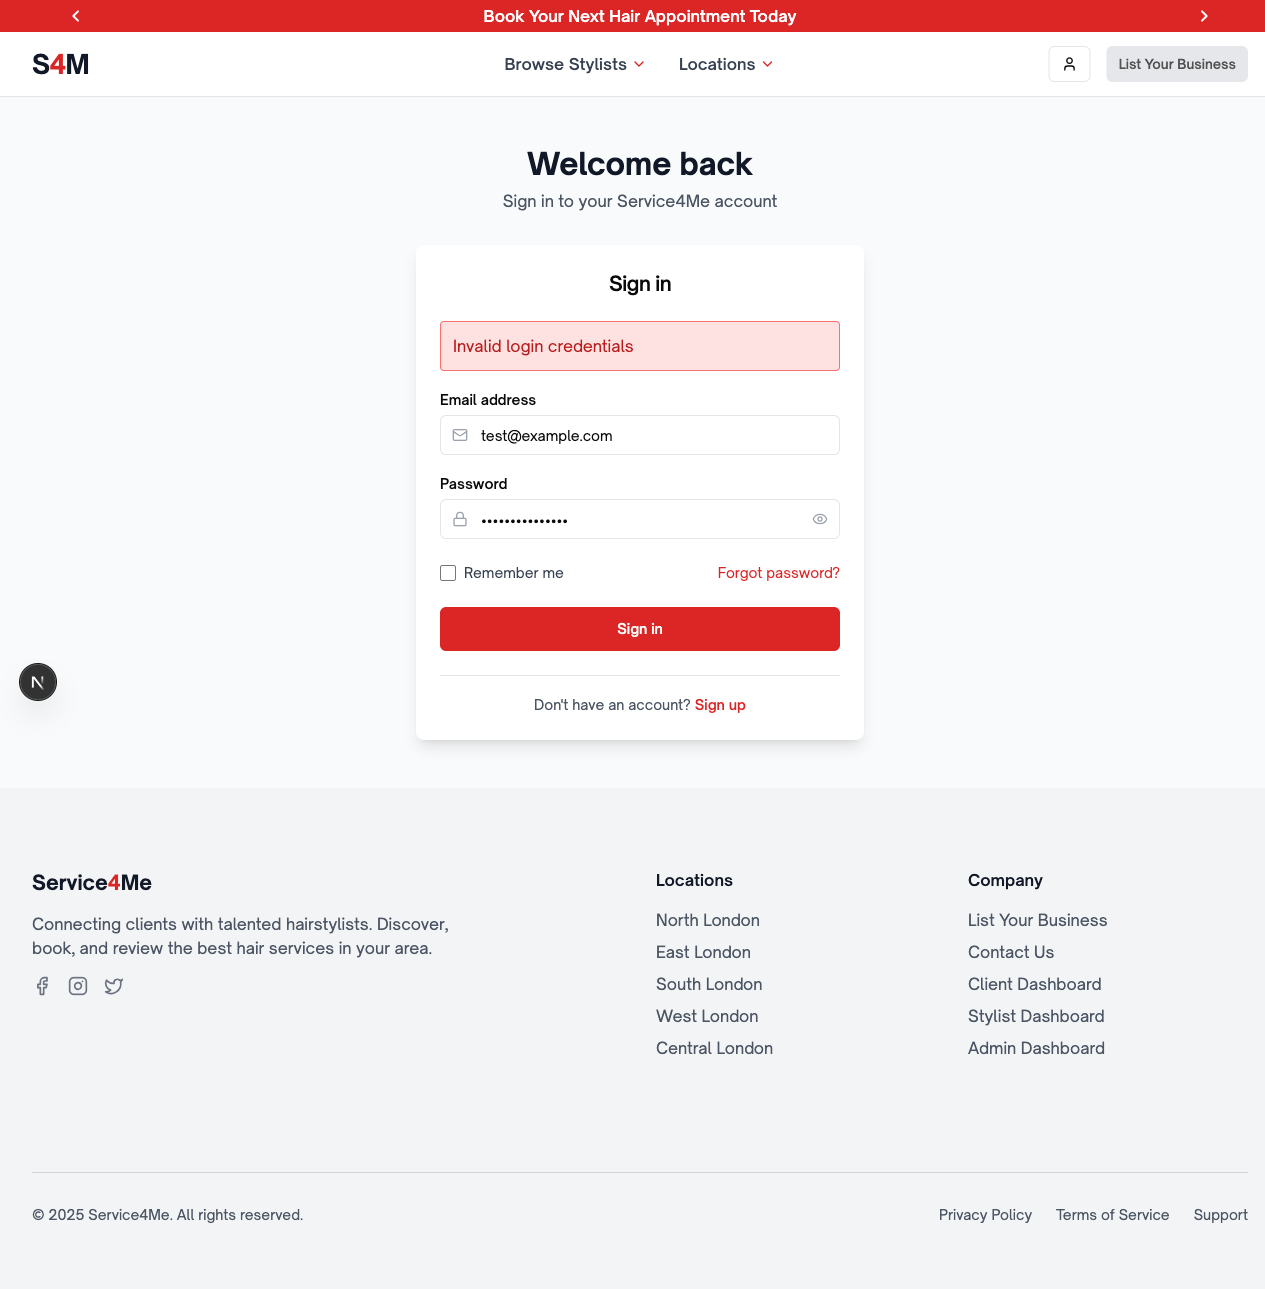 Book Your Next Hair Appointment Today
S4M
Browse Stylists
Locations
List Your Business
Welcome back
Sign in to your Service4Me account
Sign in
Invalid login credentials
Email address
test@example.com
Password
•••••••••••••••
Remember me
Forgot password?
Sign in
Don't have an account? Sign up
N
Service4Me
Connecting clients with talented hairstylists. Discover,
book, and review the best hair services in your area.
Locations
North London
East London
South London
West London
Central London
Company
List Your Business
Contact Us
Client Dashboard
Stylist Dashboard
Admin Dashboard
© 2025 Service4Me. All rights reserved.
Privacy Policy
Terms of Service
Support